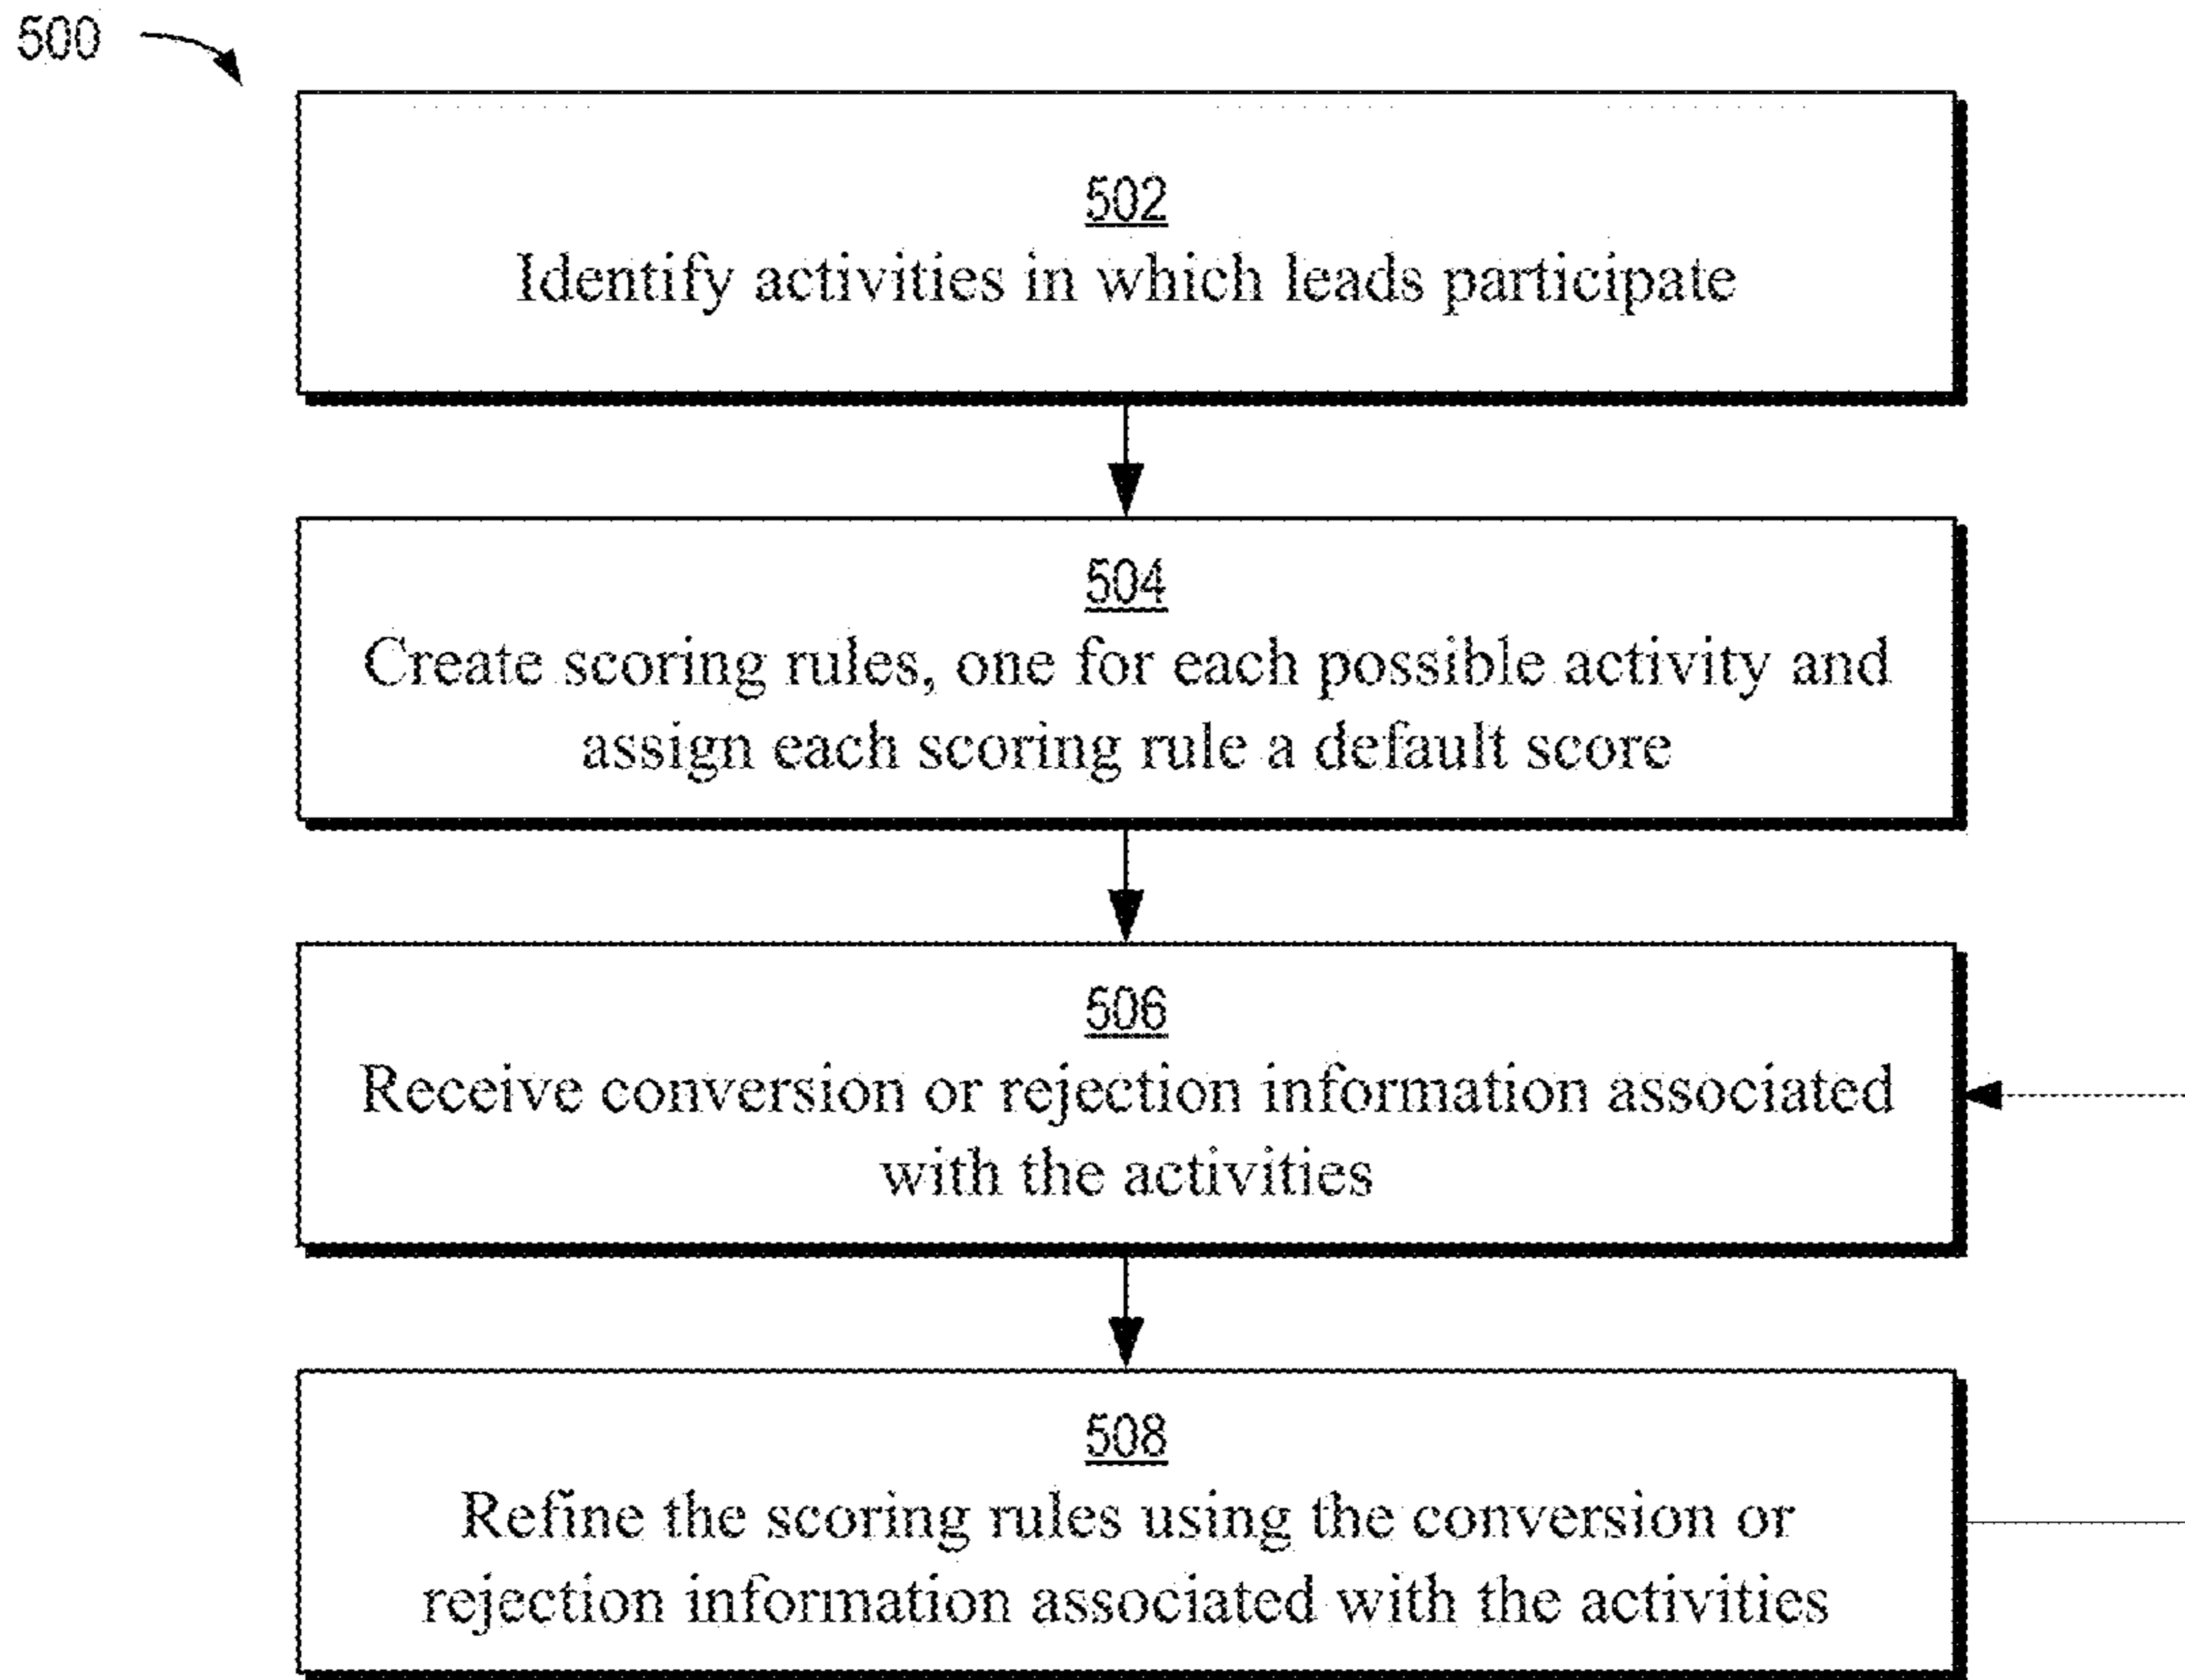 500
502
Identify activities in which leads participate
504
Create scoring rules, one for each possible activity and
assign each scoring rule a default score
506
Receive conversion or rejection information associated
with the activities
508
Refine the scoring rules using the conversion or
rejection information associated with the activities